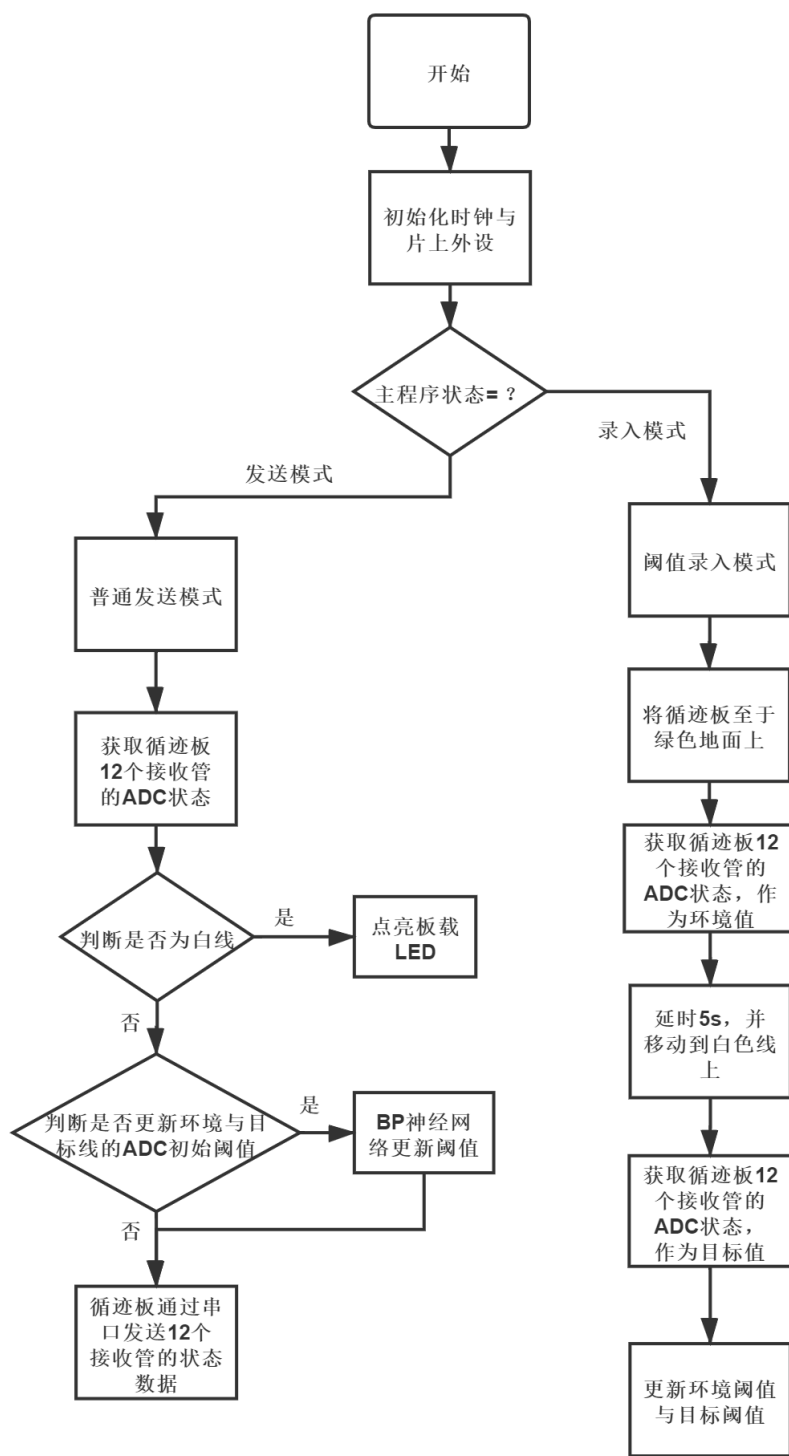 开始
初始化时钟与
片上外设
主程序状态=？
录入模式
发送模式
阈值录入模式
普通发送模式
将循迹板至于
绿色地面上
获取循迹板
12个接收管
的ADC状态
获取循迹板12
个接收管的
ADC状态，作
为环境值
判断是否为白线
是
点亮板载
LED
否
延时5s，并
移动到白色线
上
判断是否更新环境与目
标线的ADC初始阈值
是
BP神经网
络更新阈值
获取循迹板12
个接收管的
ADC状态，
作为目标值
否
循迹板通过串
口发送12个
接收管的状态
数据
更新环境阈值
与目标阈值